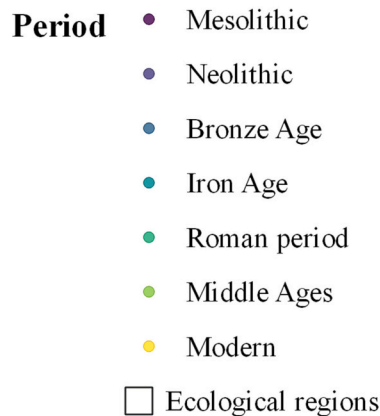 Period
Mesolithic
Neolithic
Bronze Age
Iron Age
Roman period
Middle Ages
Modern
Ecological regions